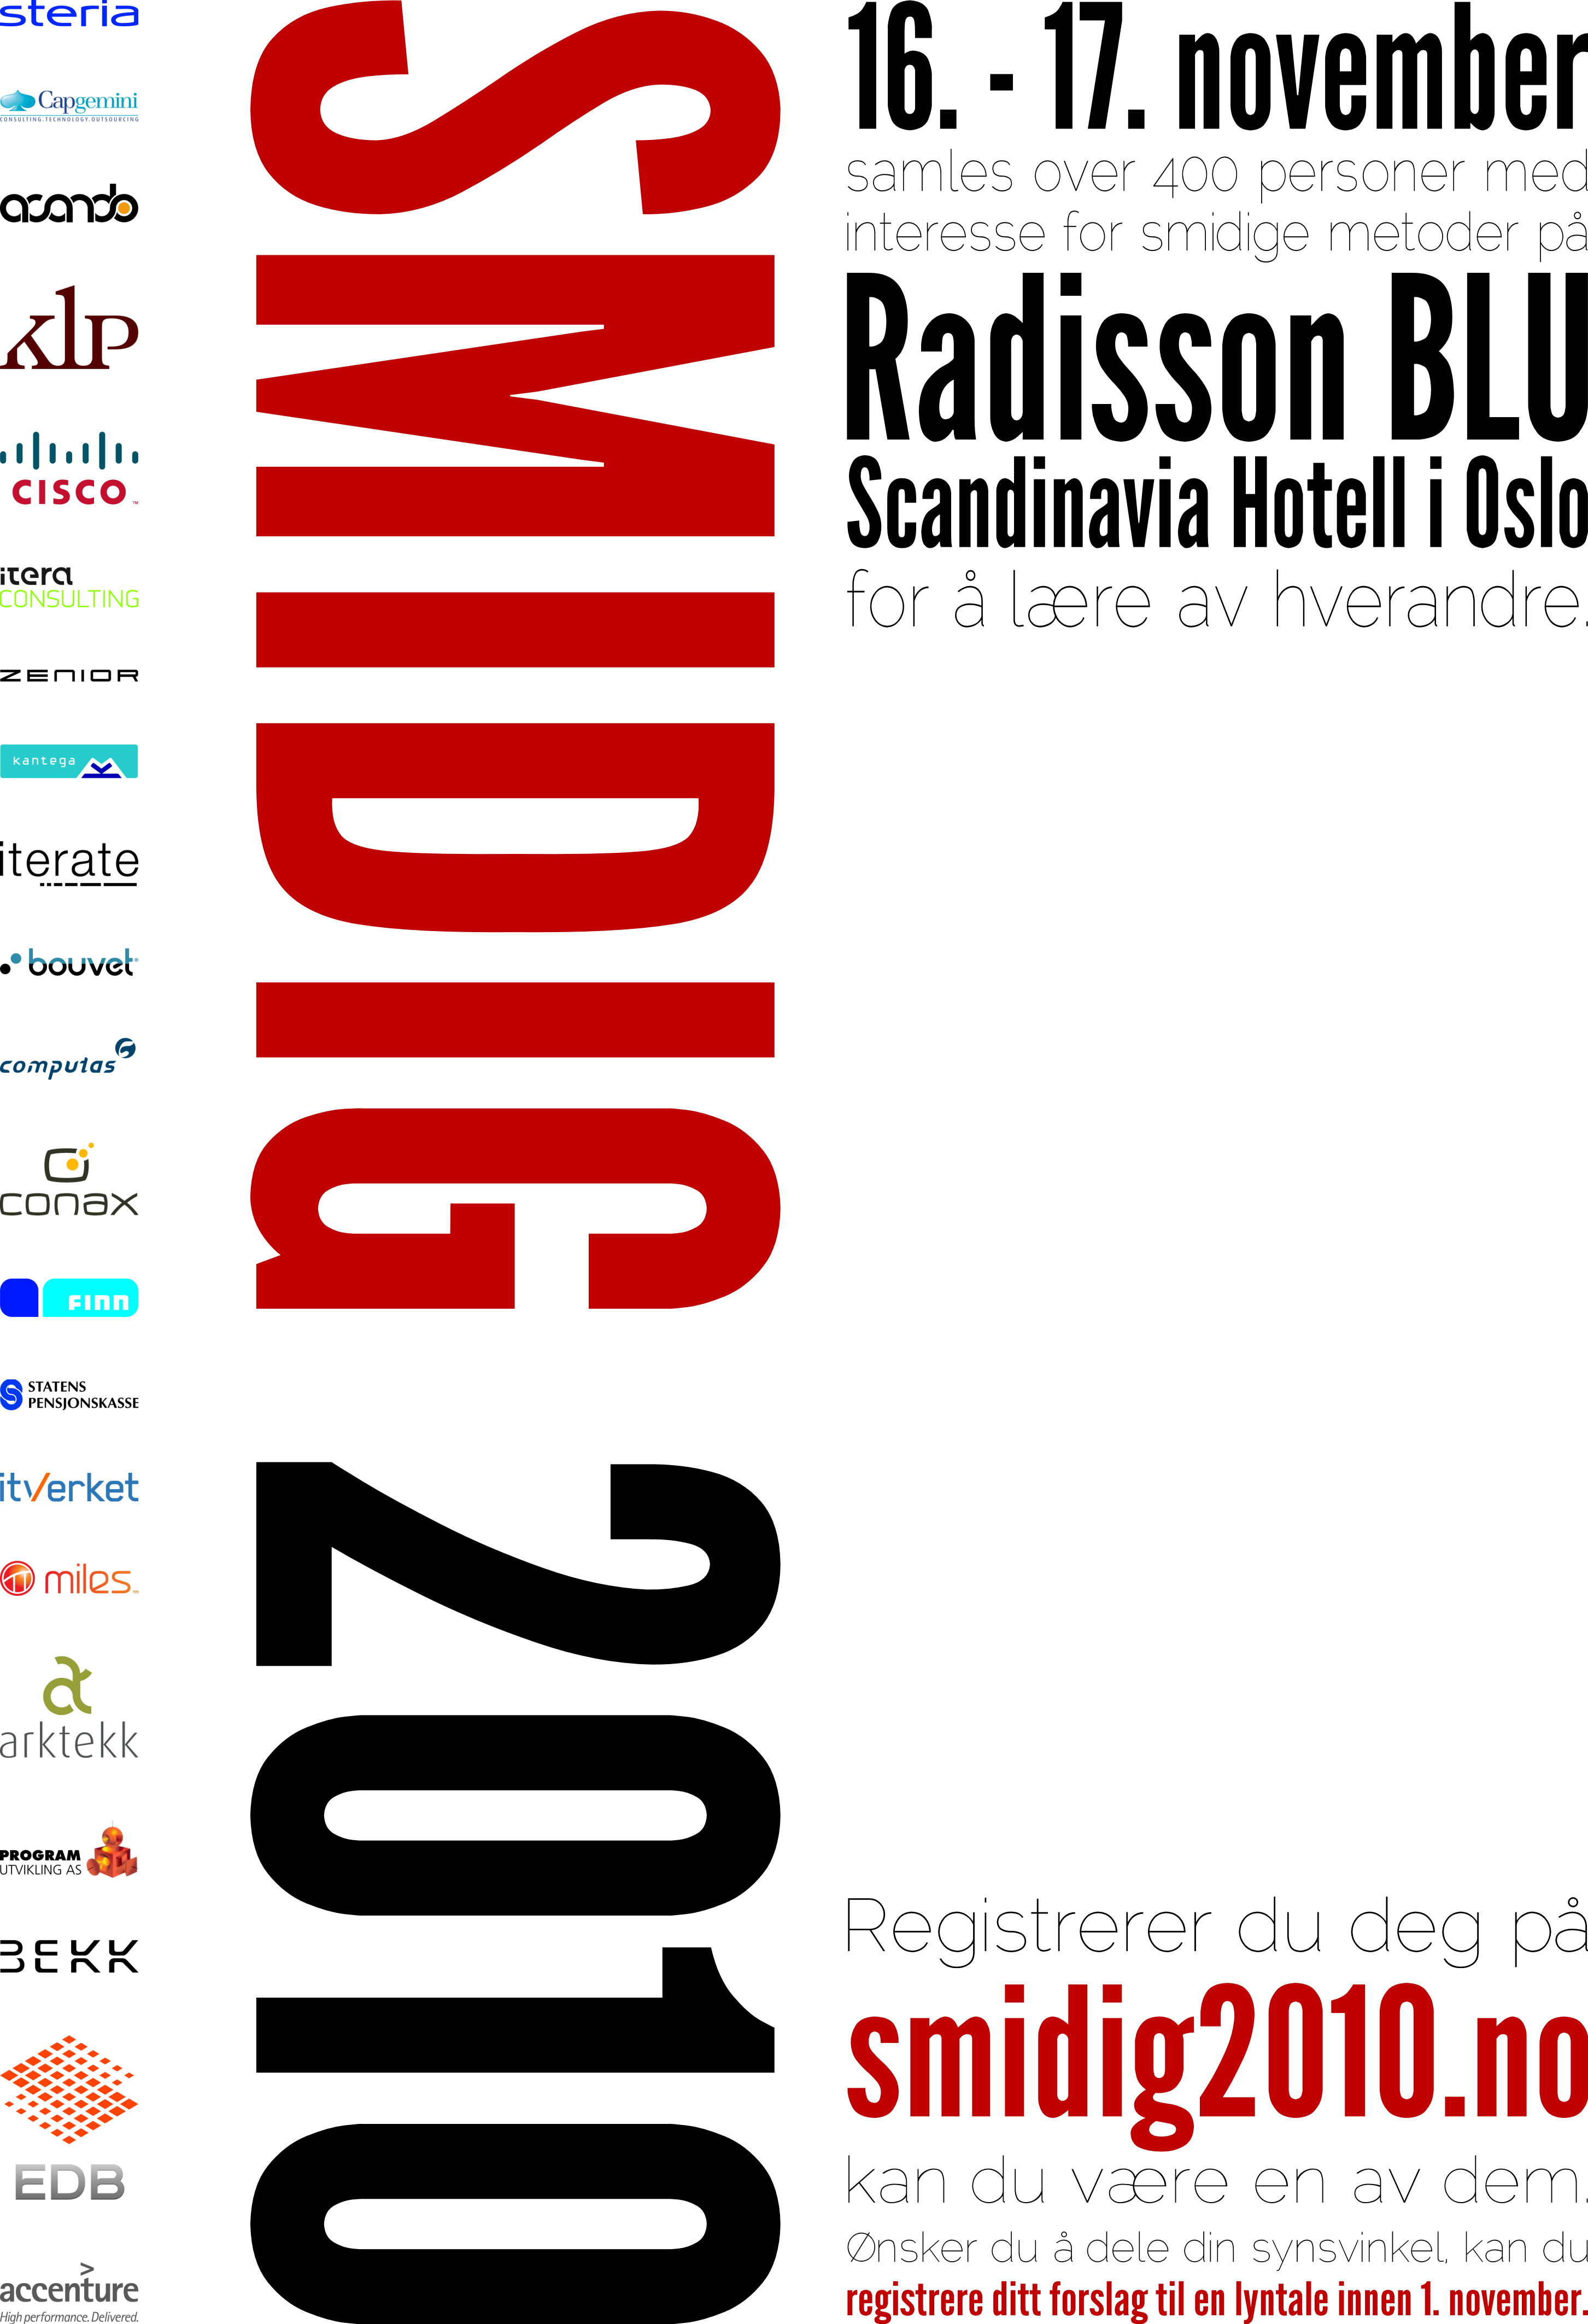 steria
Capgemini
CONSULTING.TECHNOLOGY.OUTSOURCING
acando
klp
CISCO
TM
itera
CONSULTING
ZENIOR
kantega
iterate
bouvet
computas
conax
FINN
STATENS
PENSJONSKASSE
itverket
miles
arktekk
PROGRAM
UTVIKLING AS
BEKK
EDB
accenture
High performance. Delivered.
SMIDIG 2010
16. - 17. november
samles over 400 personer med
interesse for smidige metoder på
Radisson BLU
Scandinavia Hotell i Oslo
for å lære av hverandre.
Registrerer du deg på
smidig2010.no
kan du være en av dem.
Ønsker du å dele din synsvinkel, kan du
registrere ditt forslag til en lyntale innen 1. november.